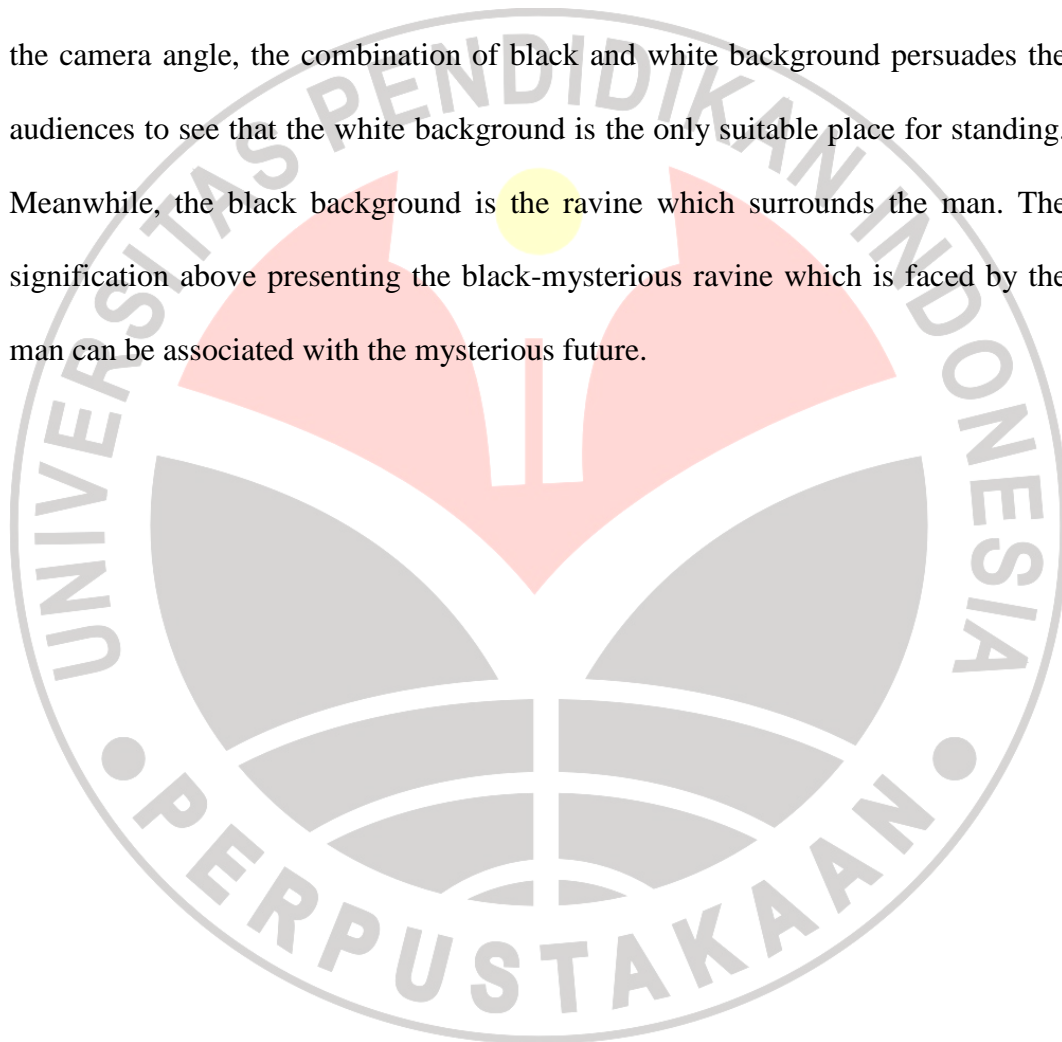 the camera angle, the combination of black and white background persuades the
audiences to see that the white background is the only suitable place for standing.
Meanwhile, the black background is the ravine which surrounds the man. The
signification above presenting the black-mysterious ravine which is faced by the
man can be associated with the mysterious future.
UNIVERSITAS PENDIDIKAN INDONESIA
PERPUSTAKAAN